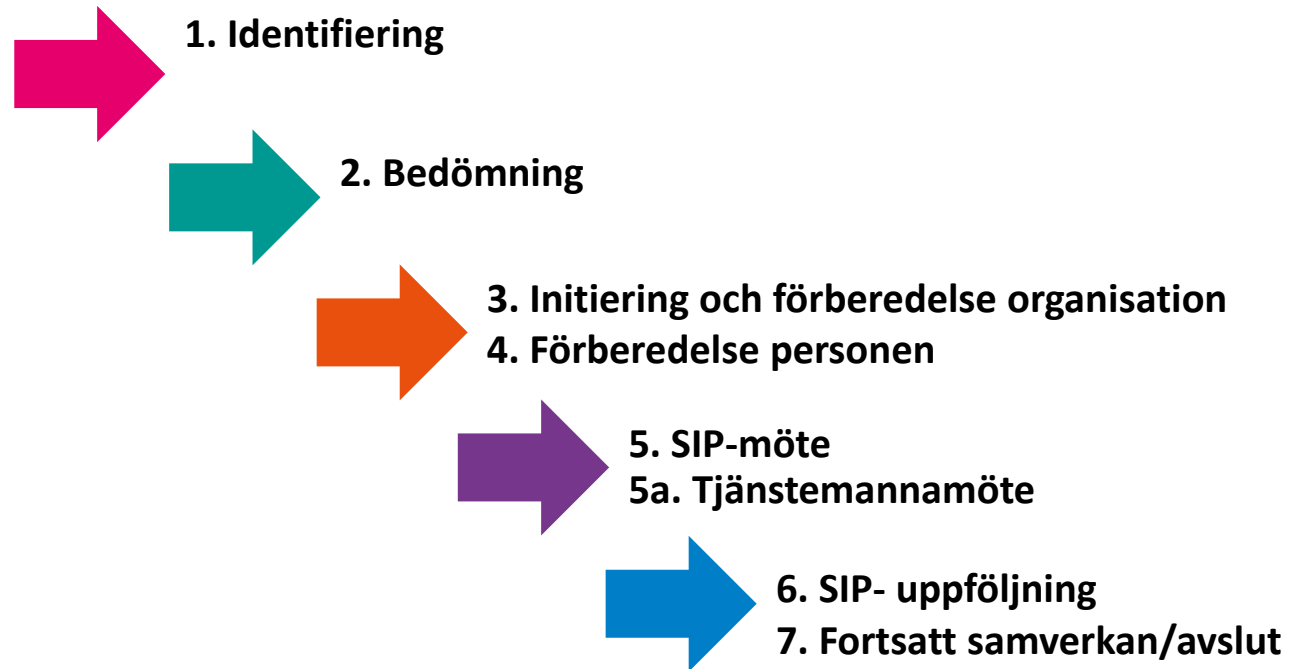 1. Identifiering
2. Bedömning
3. Initiering och förberedelse organisation
4. Förberedelse personen
5. SIP-möte
5a. Tjänstemannamöte
6. SIP- uppföljning
7. Fortsatt samverkan/avslut